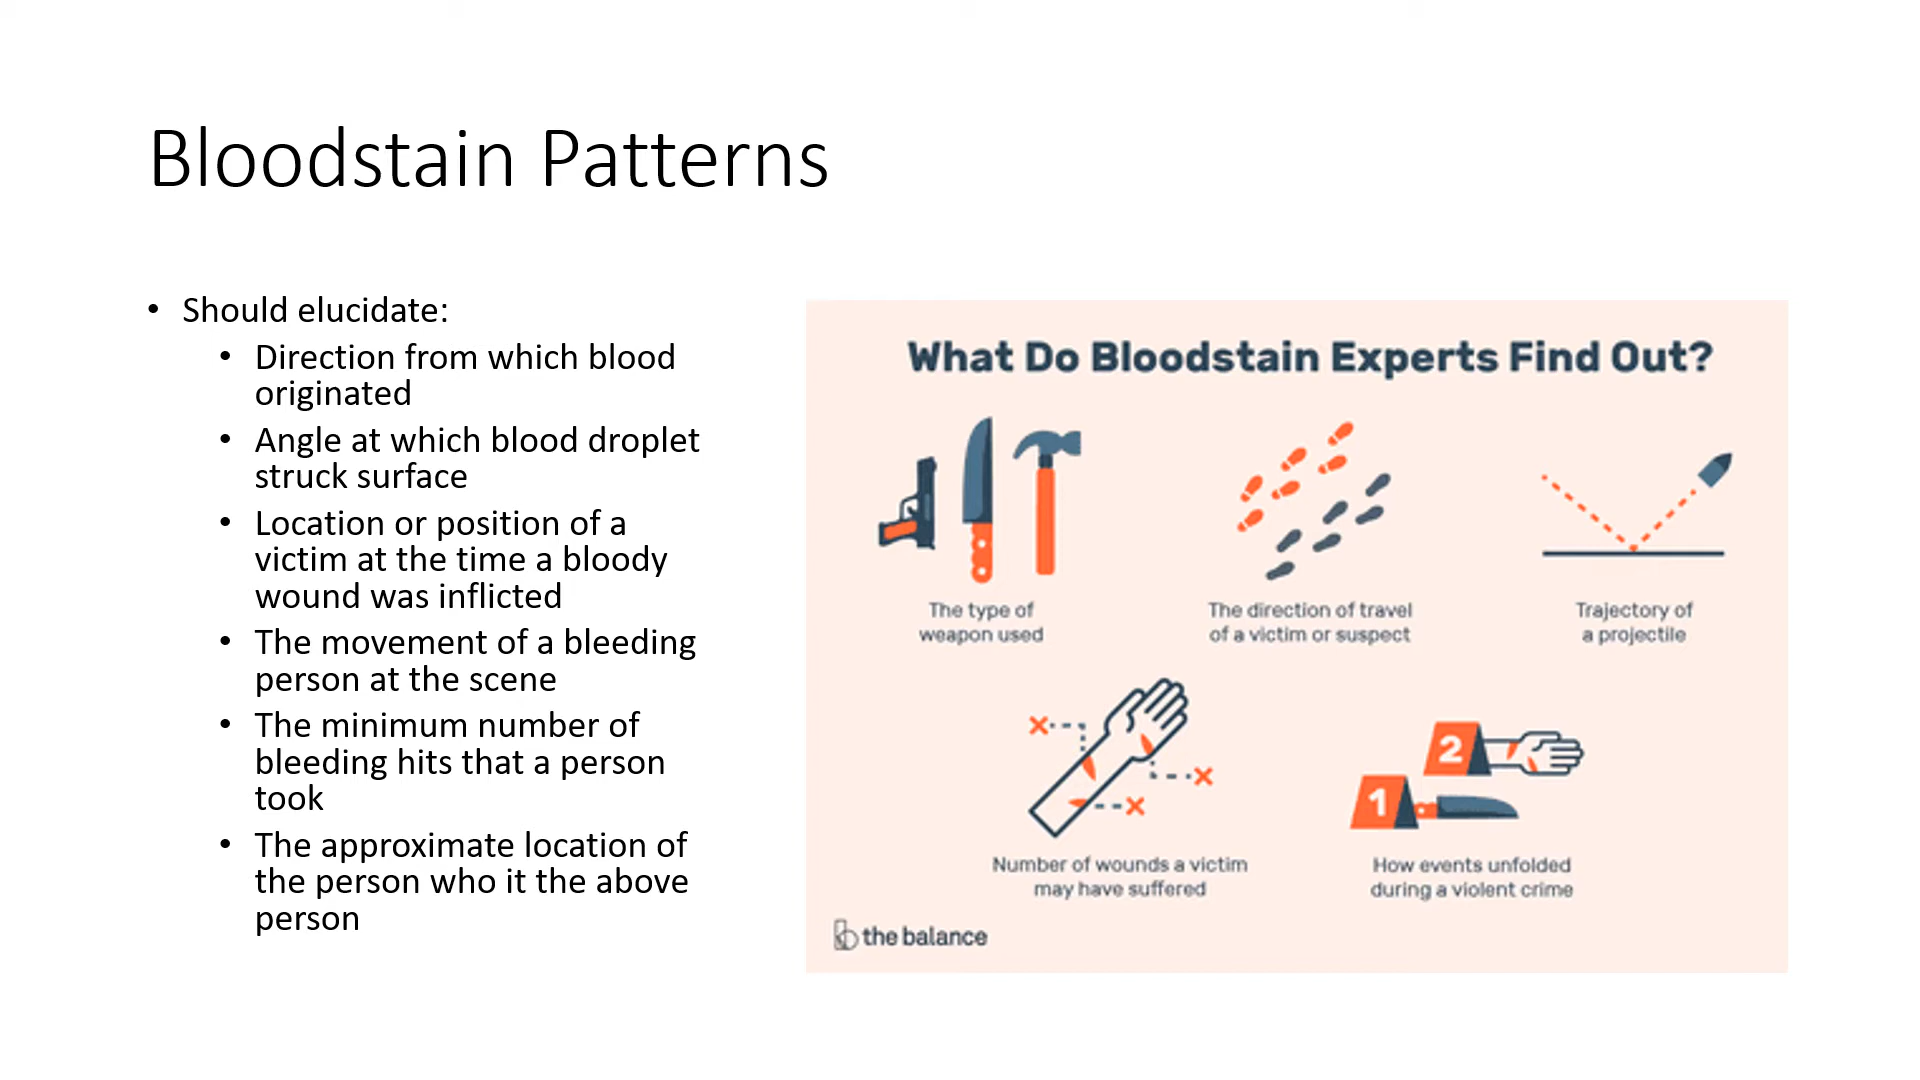 Bloodstain Patterns
• Should elucidate:
• Direction from which blood
originated
• Angle at which blood droplet
struck surface
• Location or position of a
victim at the time a bloody
wound was inflicted
• The movement of a bleeding
person at the scene
• The minimum number of
bleeding hits that a person
took
• The approximate location of
the person who it the above
person
What Do Bloodstain Experts Find Out?
The type of
weapon used
The direction of travel
of a victim or suspect
Trajectory of
a projectile
Number of wounds a victim
may have suffered
2
1
How events unfolded
during a violent crime
the balance